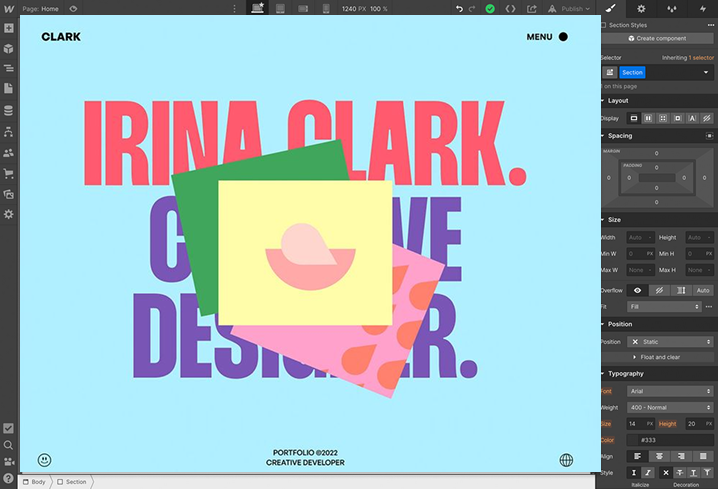 Page: Home
1240 PX 100 %
Publish
CLARK
MENU
IRINA CLARK.
PORTFOLIO ©2022
CREATIVE DEVELOPER
Body
Section
Section Styles
Create component
Selector
Inheriting 1 selector
Section
on this page
Layout
Display
Spacing
MARGIN
0
PADDING
0
0 0 0 0
0
0
Size
Width Auto - Height Auto -
Min W 0 PX Min H 0 PX
Max W None - Max H None -
Overflow Auto
Fit Fill
Position
Position Static
Float and clear
Typography
Font Arial
Weight 400 - Normal
Size 14 PX Height 20 PX
Color #333
Align
Style
Italicize Decoration